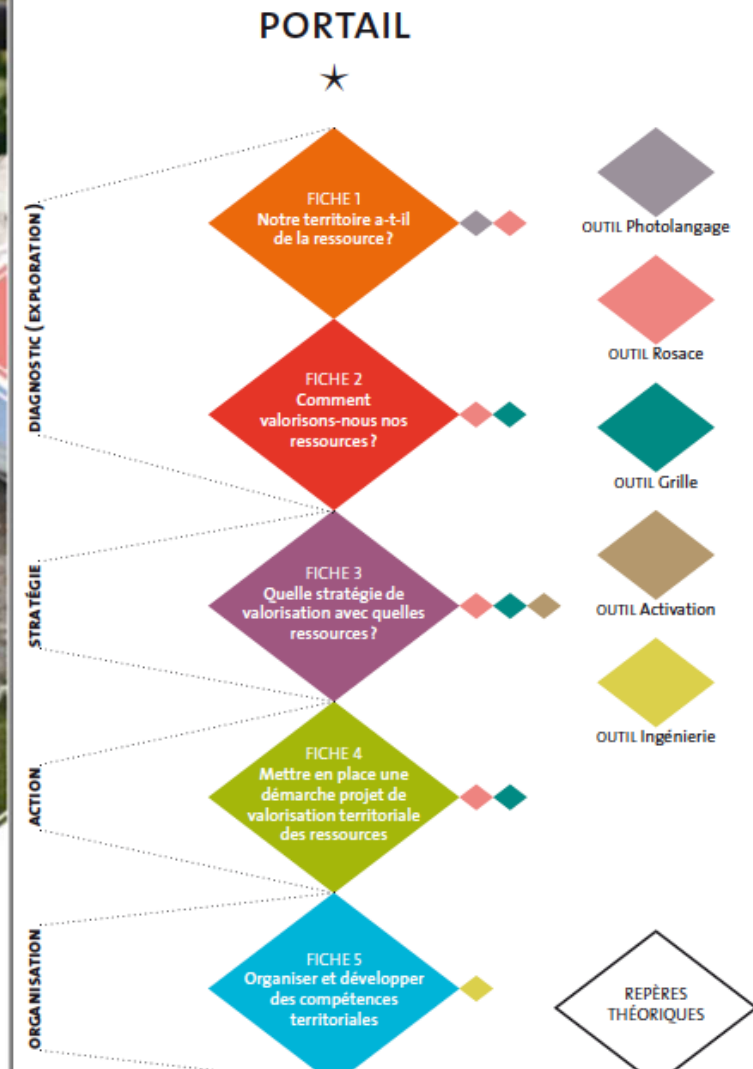 PORTAIL
DIAGNOSTIC ( EXPLORATION )
FICHE 1
Notre territoire a-t-il
de la ressource ?
OUTIL Photolangage
OUTIL Rosace
FICHE 2
Comment
valorisons-nous nos
ressources ?
OUTIL Grille
STRATÉGIE
FICHE 3
Quelle stratégie de
valorisation avec quelles
ressources ?
OUTIL Activation
OUTIL Ingénierie
ACTION
FICHE 4
Mettre en place une
démarche projet de
valorisation territoriale
des ressources
ORGANISATION
FICHE 5
Organiser et développer
des compétences
territoriales
REPÈRES
THÉORIQUES